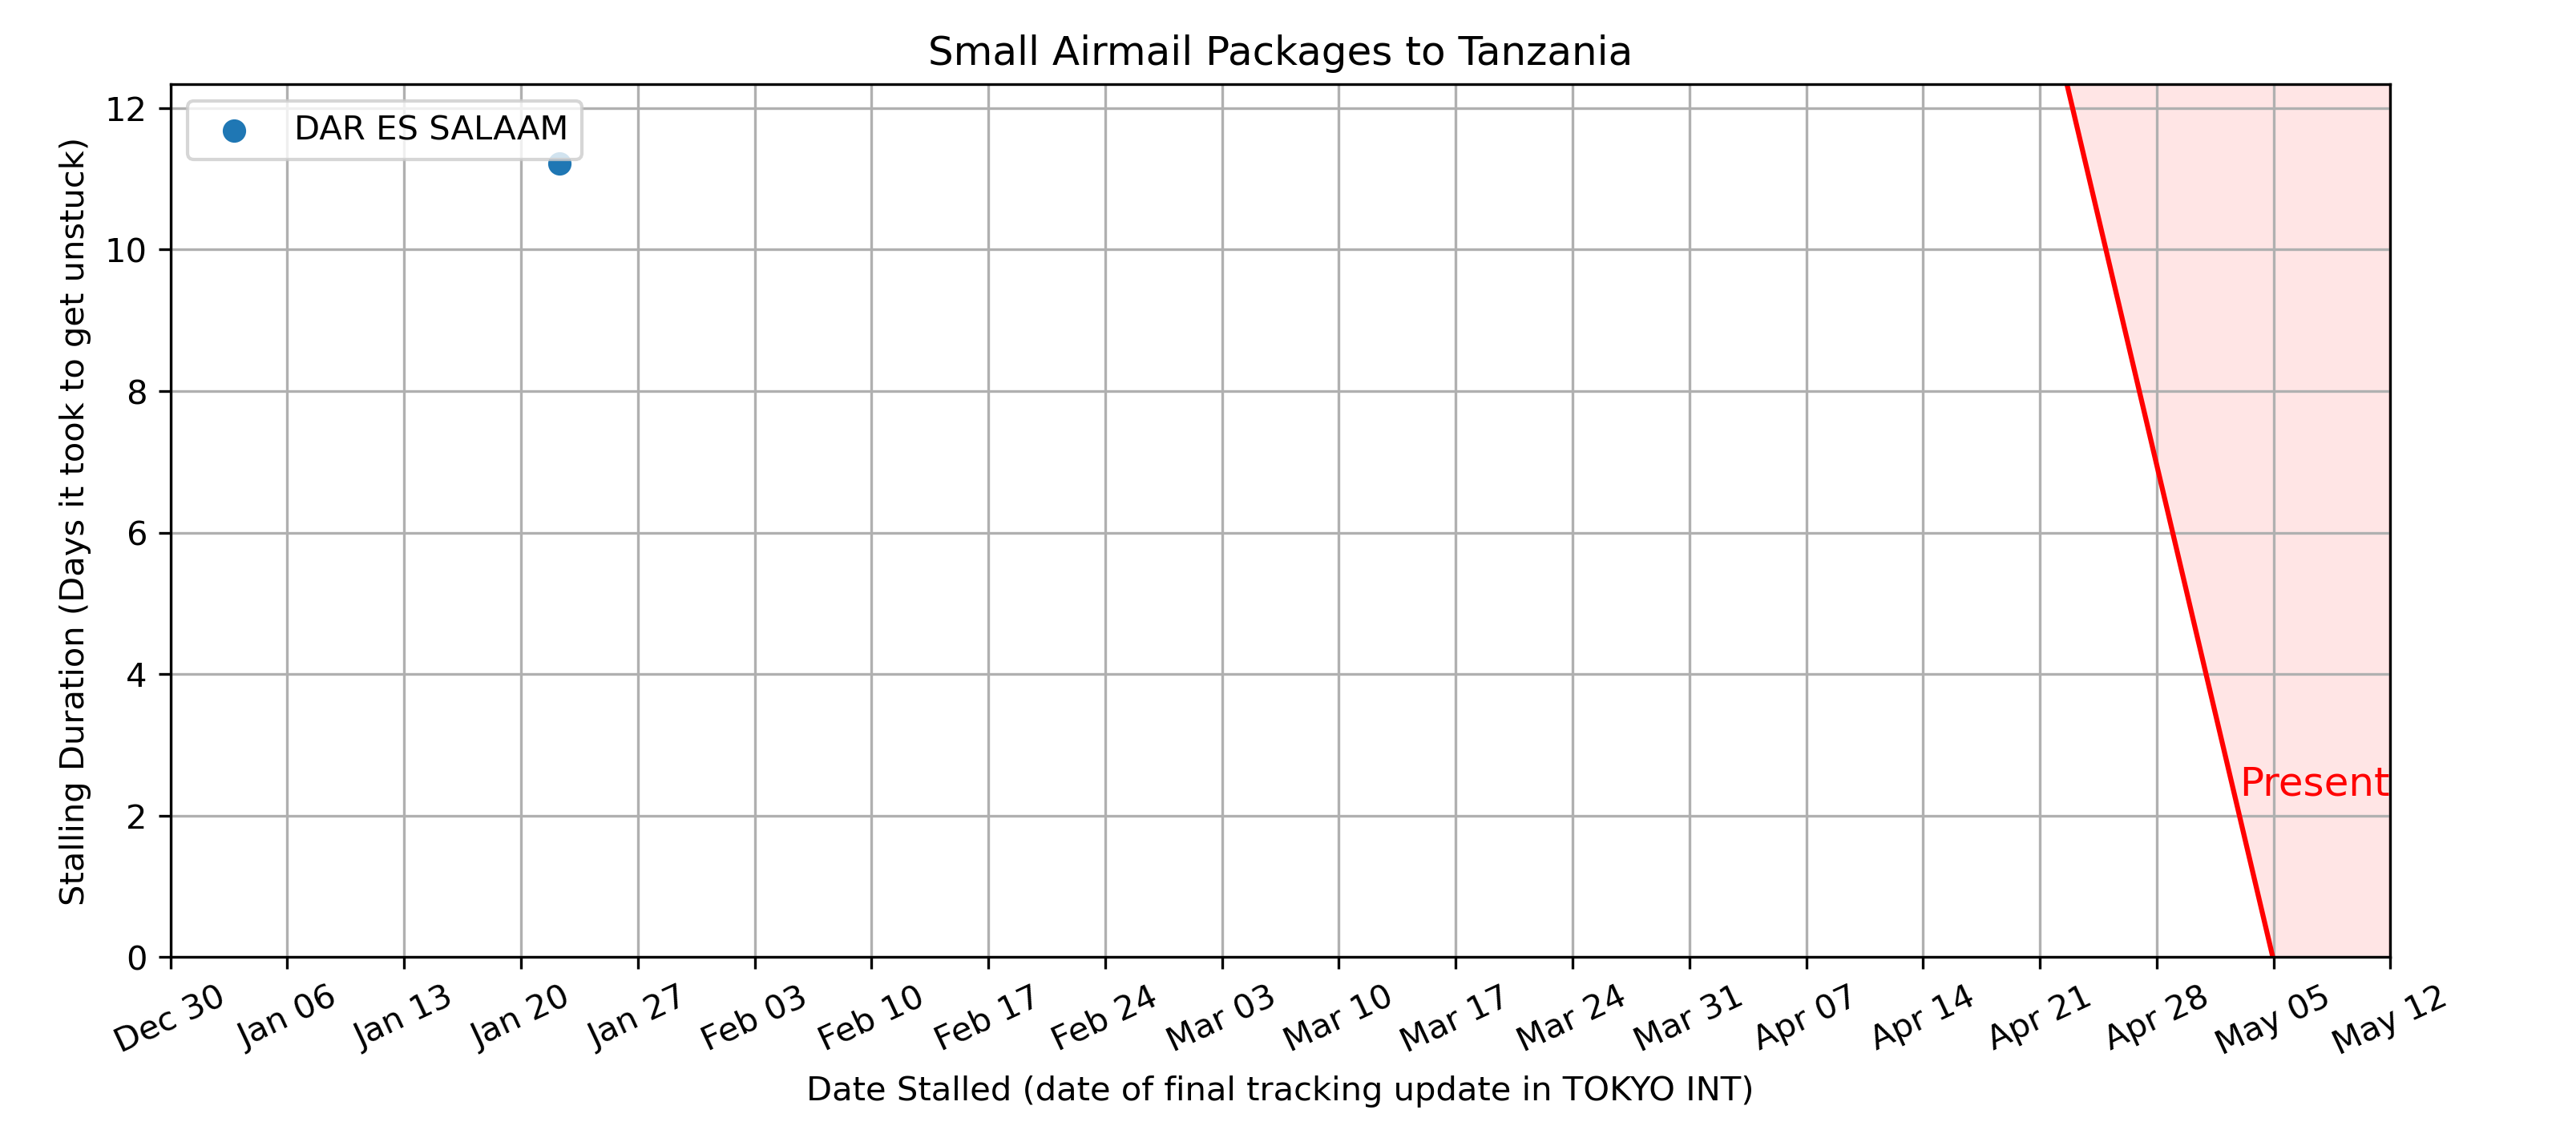 Small Airmail Packages to Tanzania
DAR ES SALAAM
Stalling Duration (Days it took to get unstuck)
12
10
8
6
4
2
0
Present
Dec 30
Jan 06
Jan 13
Jan 20
Jan 27
Feb 03
Feb 10
Feb 17
Feb 24
Mar 03
Mar 10
Mar 17
Mar 24
Mar 31
Apr 07
Apr 14
Apr 21
Apr 28
May 05
May 12
Date Stalled (date of final tracking update in TOKYO INT)